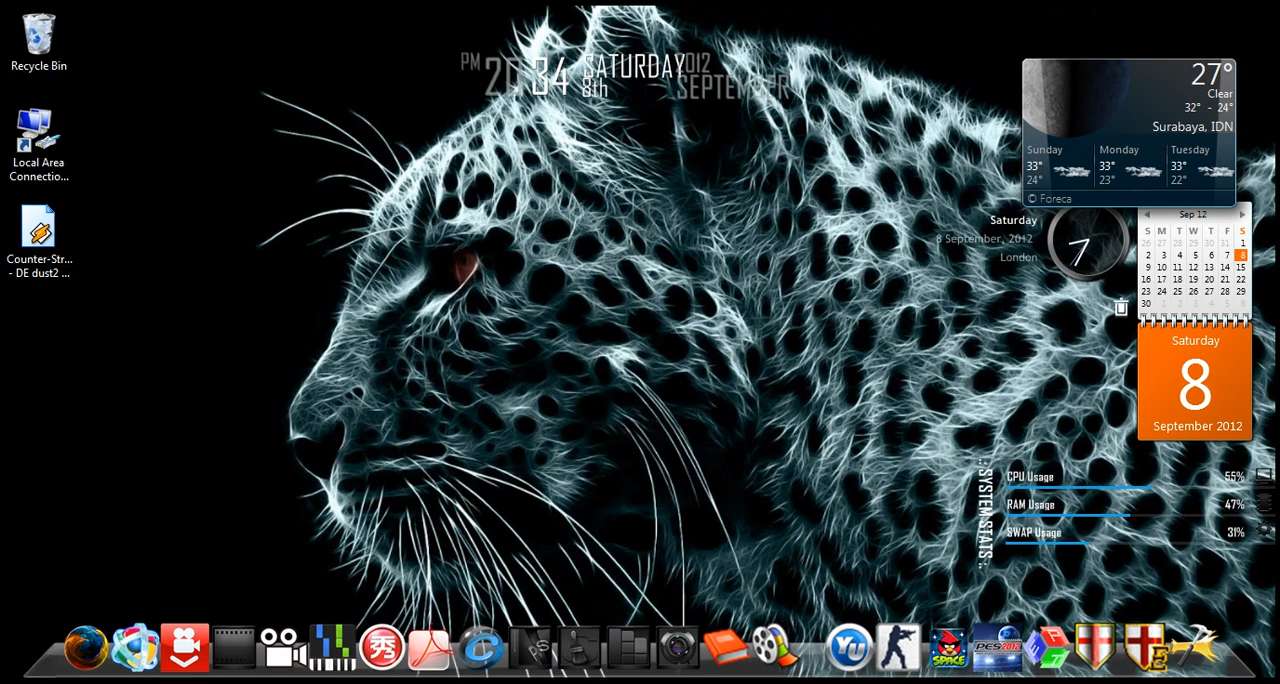 Recycle Bin
Local Area
Connectio...
Counter-Str...
- DE dust2 ...
PM 20 34 SATURDAY 2012
8th SEPTEMBER
27°
Clear
32° - 24°
Surabaya, IDN
Sunday Monday Tuesday
33° 33° 33°
24° 23° 22°
© Foreca
Saturday
8 September, 2012
London
Sep 12
S M T W T F S
26 27 28 29 30 31 1
2 3 4 5 6 7 8
9 10 11 12 13 14 15
16 17 18 19 20 21 22
23 24 25 26 27 28 29
30 1 2 3 4 5 6
Saturday
8
September 2012
::SYSTEM STATS::
CPU Usage 55%
RAM Usage 47%
SWAP Usage 31%
秀
YU
SPACE
PES2012
E